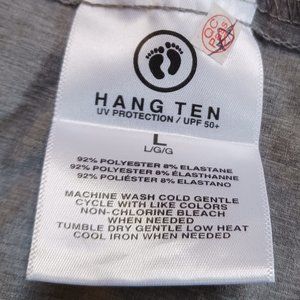 HANG TEN
UV PROTECTION / UPF 50+
L
L/G/G
92% POLYESTER 8% ELASTANE
92% POLYESTER 8% ÉLASTHANNE
92% POLIÉSTER 8% ELASTANO
MACHINE WASH COLD GENTLE
CYCLE WITH LIKE COLORS
NON-CHLORINE BLEACH
WHEN NEEDED
TUMBLE DRY GENTLE LOW HEAT
COOL IRON WHEN NEEDED